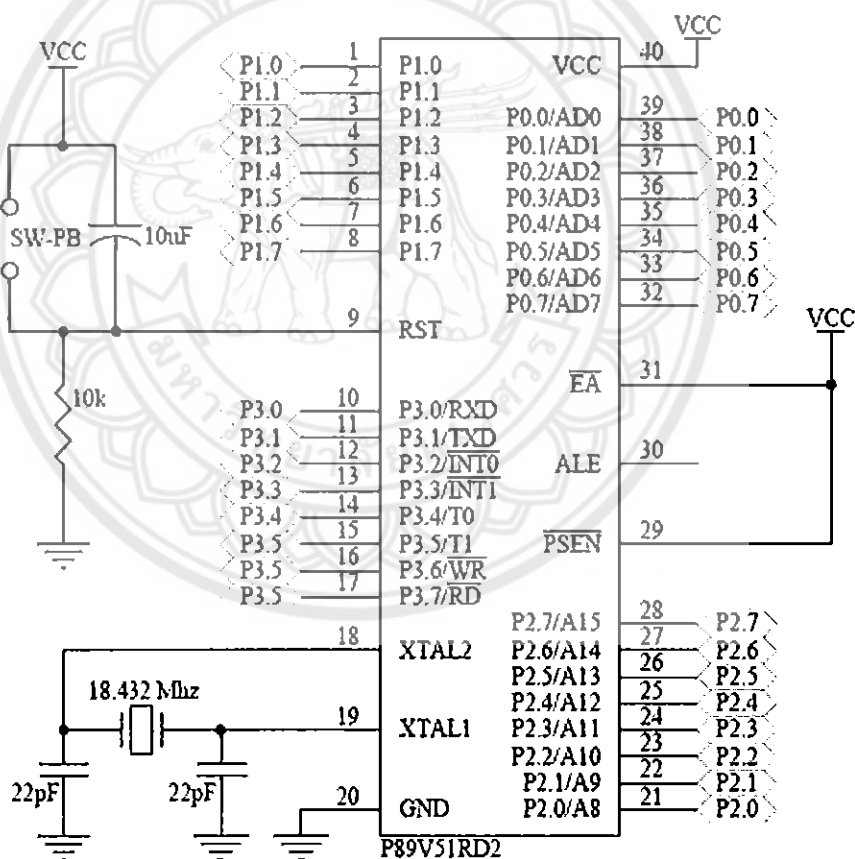 VCC
SW-PB
10uF
10k
P1.0 1 P1.0
P1.1 2 P1.1
P1.2 3 P1.2
P1.3 4 P1.3
P1.4 5 P1.4
P1.5 6 P1.5
P1.6 7 P1.6
P1.7 8 P1.7
9 RST
P3.0 10 P3.0/RXD
P3.1 11 P3.1/TXD
P3.2 12 P3.2/INT0
P3.3 13 P3.3/INT1
P3.4 14 P3.4/T0
P3.5 15 P3.5/T1
P3.5 16 P3.6/WR
P3.5 17 P3.7/RD
18 XTAL2
18.432 Mhz
19 XTAL1
22pF
22pF
20 GND
VCC 40 VCC
P0.0/AD0 39 P0.0
P0.1/AD1 38 P0.1
P0.2/AD2 37 P0.2
P0.3/AD3 36 P0.3
P0.4/AD4 35 P0.4
P0.5/AD5 34 P0.5
P0.6/AD6 33 P0.6
P0.7/AD7 32 P0.7
VCC
EA 31
ALE 30
PSEN 29
P2.7/A15 28 P2.7
P2.6/A14 27 P2.6
P2.5/A13 26 P2.5
P2.4/A12 25 P2.4
P2.3/A11 24 P2.3
P2.2/A10 23 P2.2
P2.1/A9 22 P2.1
P2.0/A8 21 P2.0
P89V51RD2